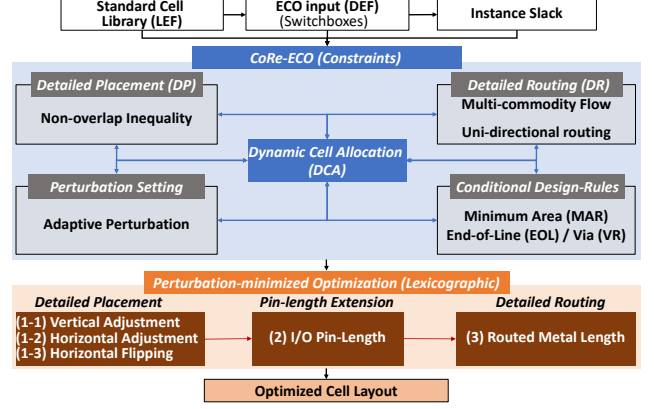 Standard Cell
Library (LEF)
ECO input (DEF)
(Switchboxes)
Instance Slack
CoRe-ECO (Constraints)
Detailed Placement (DP)
Non-overlap Inequality
Detailed Routing (DR)
Multi-commodity Flow
Uni-directional routing
Dynamic Cell Allocation
(DCA)
Perturbation Setting
Adaptive Perturbation
Conditional Design-Rules
Minimum Area (MAR)
End-of-Line (EOL) / Via (VR)
Perturbation-minimized Optimization (Lexicographic)
Detailed Placement
Pin-length Extension
Detailed Routing
(1-1) Vertical Adjustment
(1-2) Horizontal Adjustment
(1-3) Horizontal Flipping
(2) I/O Pin-Length
(3) Routed Metal Length
Optimized Cell Layout